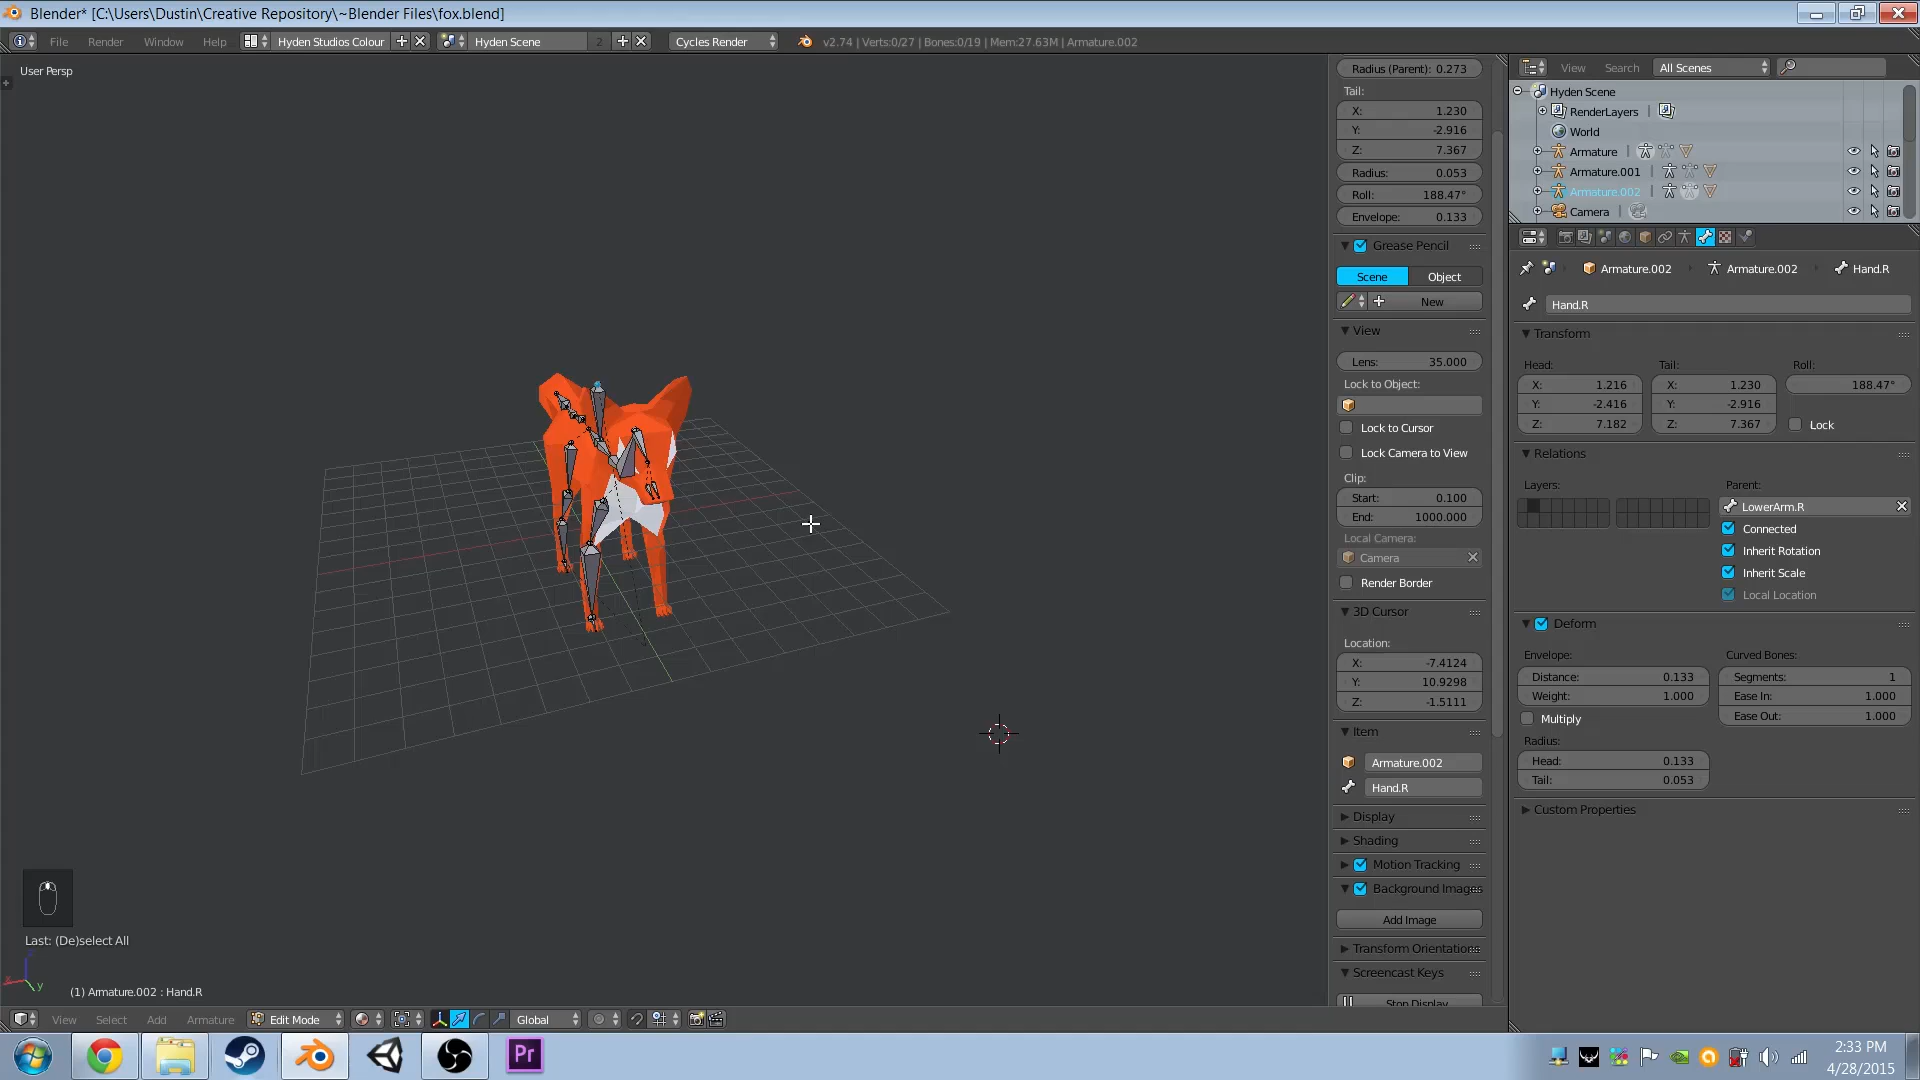 Blender* [C:\Users\Dustin\Creative Repository\~Blender Files\fox.blend]
File Render Window Help Hyden Studios Colour Hyden Scene 2 Cycles Render v2.74 | Verts:0/27 | Bones:0/19 | Mem:27.63M | Armature.002
User Persp
Radius (Parent): 0.273
Tail:
X: 1.230
Y: -2.916
Z: 7.367
Radius: 0.053
Roll: 188.47°
Envelope: 0.133
Grease Pencil
Scene Object
New
View
Lens: 35.000
Lock to Object:
Lock to Cursor
Lock Camera to View
Clip:
Start: 0.100
End: 1000.000
Local Camera:
Camera
Render Border
3D Cursor
Location:
X: -7.4124
Y: 10.9298
Z: -1.5111
Item
Armature.002
Hand.R
Display
Shading
Motion Tracking
Background Images
Add Image
Transform Orientations
Screencast Keys
Stop Display
View Search All Scenes
Hyden Scene
RenderLayers
World
Armature
Armature.001
Armature.002
Camera
Armature.002 Armature.002 Hand.R
Hand.R
Transform
Head: Tail: Roll:
X: 1.216 X: 1.230 188.47°
Y: -2.416 Y: -2.916
Z: 7.182 Z: 7.367 Lock
Relations
Layers: Parent:
LowerArm.R
Connected
Inherit Rotation
Inherit Scale
Local Location
Deform
Envelope: Curved Bones:
Distance: 0.133 Segments: 1
Weight: 1.000 Ease In: 1.000
Multiply Ease Out: 1.000
Radius:
Head: 0.133
Tail: 0.053
Custom Properties
Last: (De)select All
x y
(1) Armature.002 : Hand.R
View Select Add Armature Edit Mode Global
Pr
2:33 PM
4/28/2015